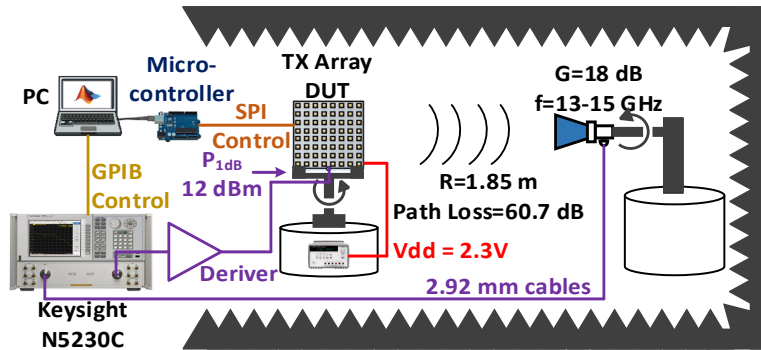 PC
Micro-
controller
TX Array
DUT
G=18 dB
f=13-15 GHz
SPI
Control
GPIB
Control
P1dB
12 dBm
R=1.85 m
Path Loss=60.7 dB
Deriver
Vdd = 2.3V
2.92 mm cables
Keysight
N5230C